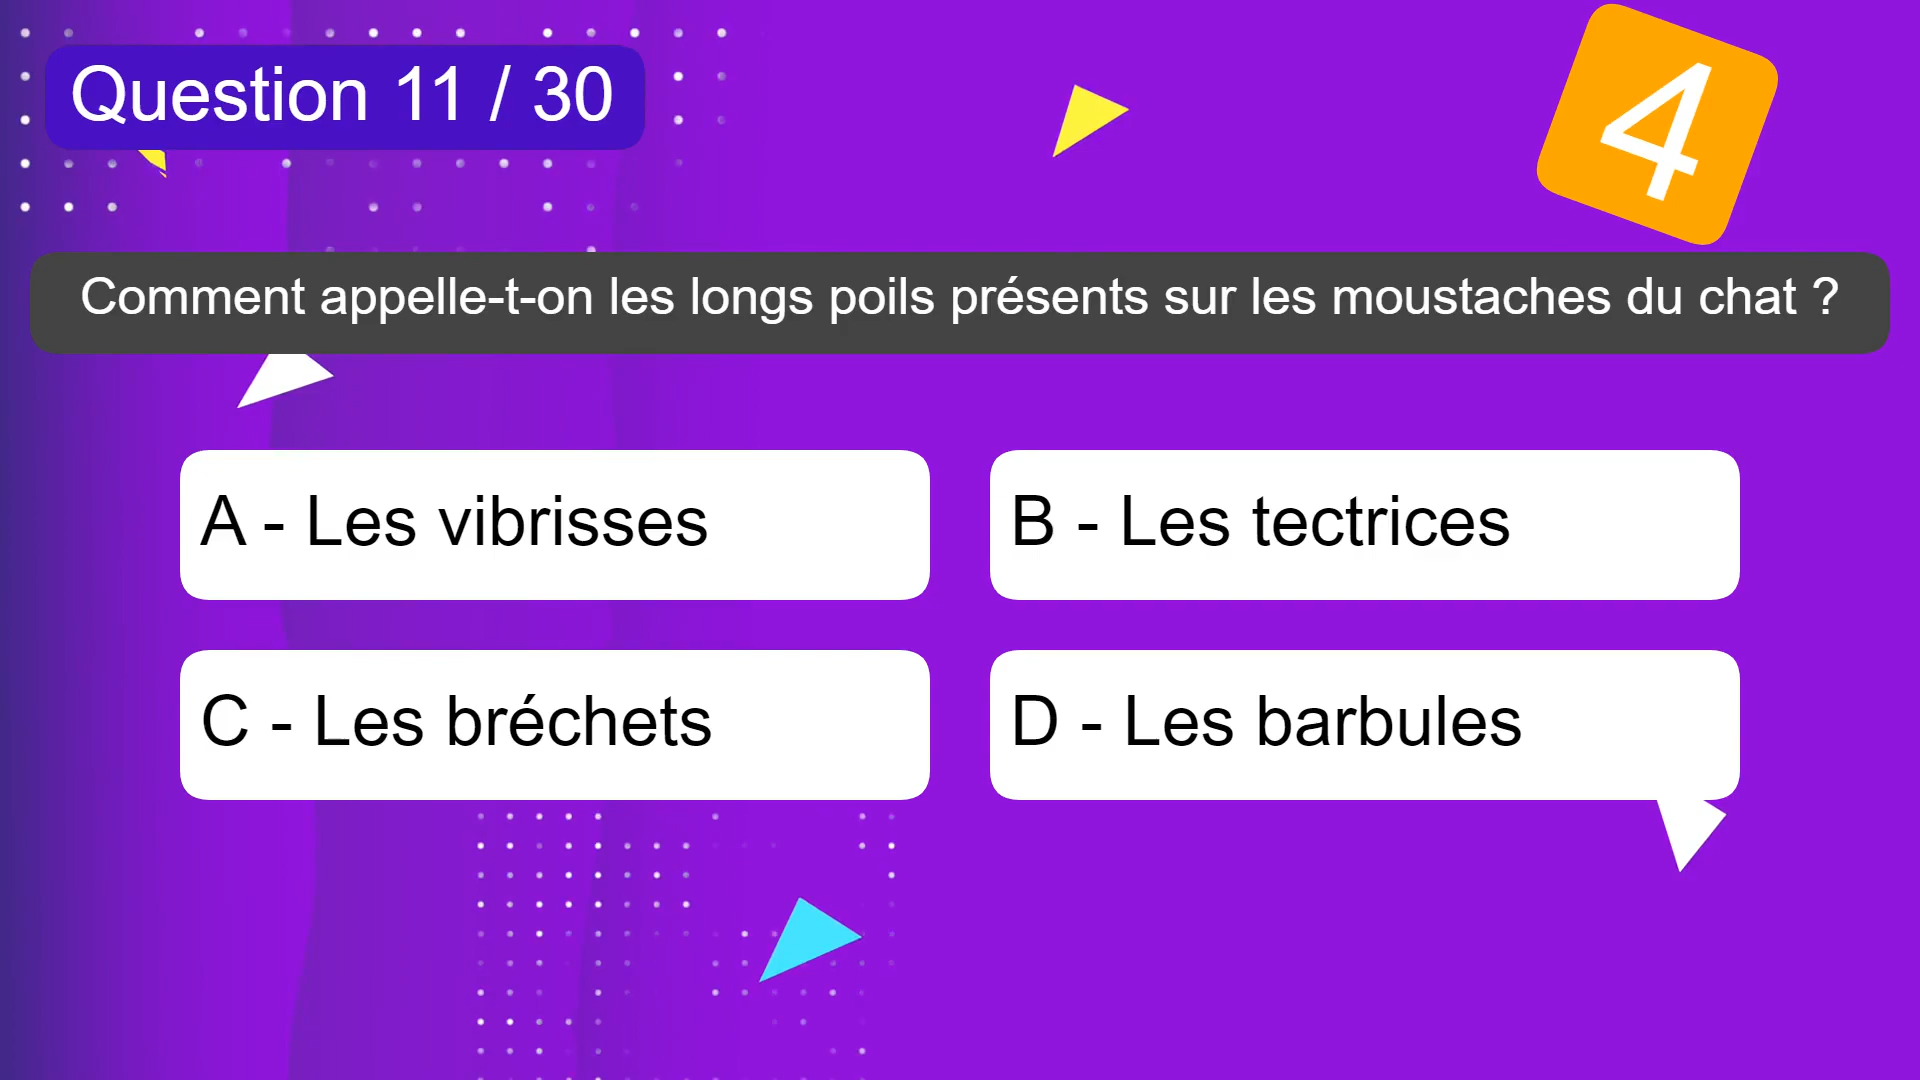 Question 11 / 30
4
Comment appelle-t-on les longs poils présents sur les moustaches du chat ?
A - Les vibrisses
B - Les tectrices
C - Les bréchets
D - Les barbules